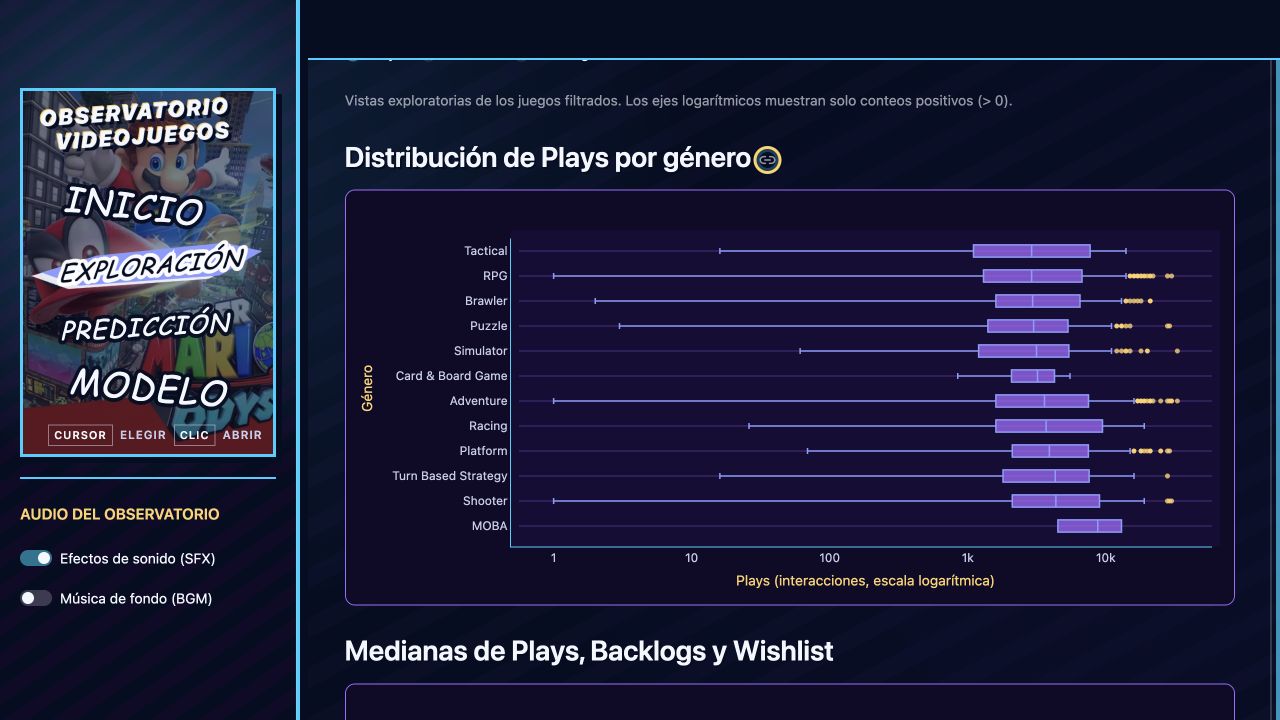 OBSERVATORIO
VIDEOJUEGOS
INICIO
EXPLORACIÓN
PREDICCIÓN
MODELO
CURSOR ELEGIR CLIC ABRIR
AUDIO DEL OBSERVATORIO
Efectos de sonido (SFX)
Música de fondo (BGM)
Vistas exploratorias de los juegos filtrados. Los ejes logarítmicos muestran solo conteos positivos (> 0).
Distribución de Plays por género
Género
Tactical
RPG
Brawler
Puzzle
Simulator
Card & Board Game
Adventure
Racing
Platform
Turn Based Strategy
Shooter
MOBA
1 10 100 1k 10k
Plays (interacciones, escala logarítmica)
Medianas de Plays, Backlogs y Wishlist